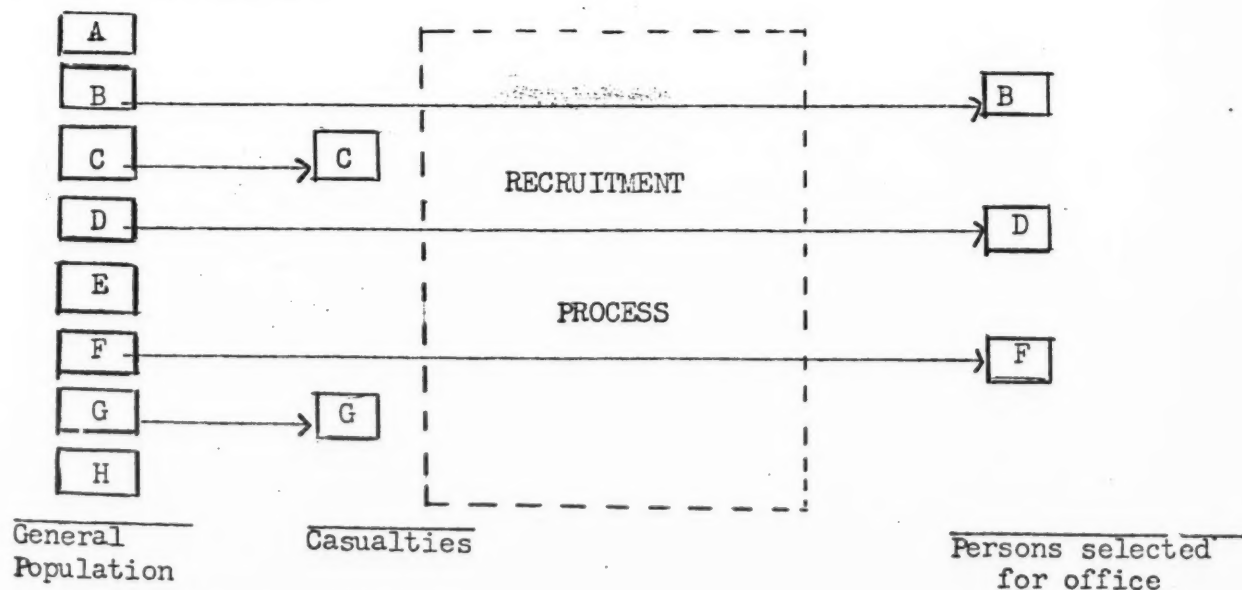 A
B
B
C
C
RECRUITMENT
D
D
E
PROCESS
F
F
G
G
H
General
Population
Casualties
Persons selected
for office